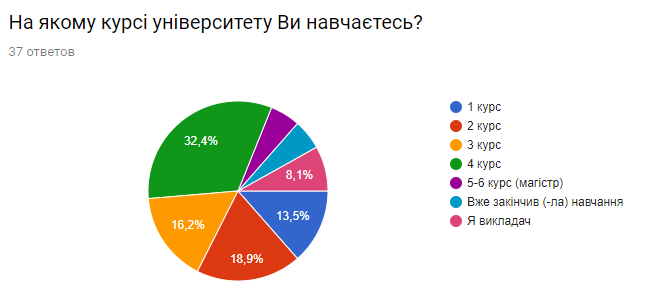 На якому курсі університету Ви навчаєтесь?
37 ответов
1 курс
2 курс
3 курс
4 курс
5-6 курс (магістр)
Вже закінчив (-ла) навчання
Я викладач
32,4%
8,1%
13,5%
16,2%
18,9%